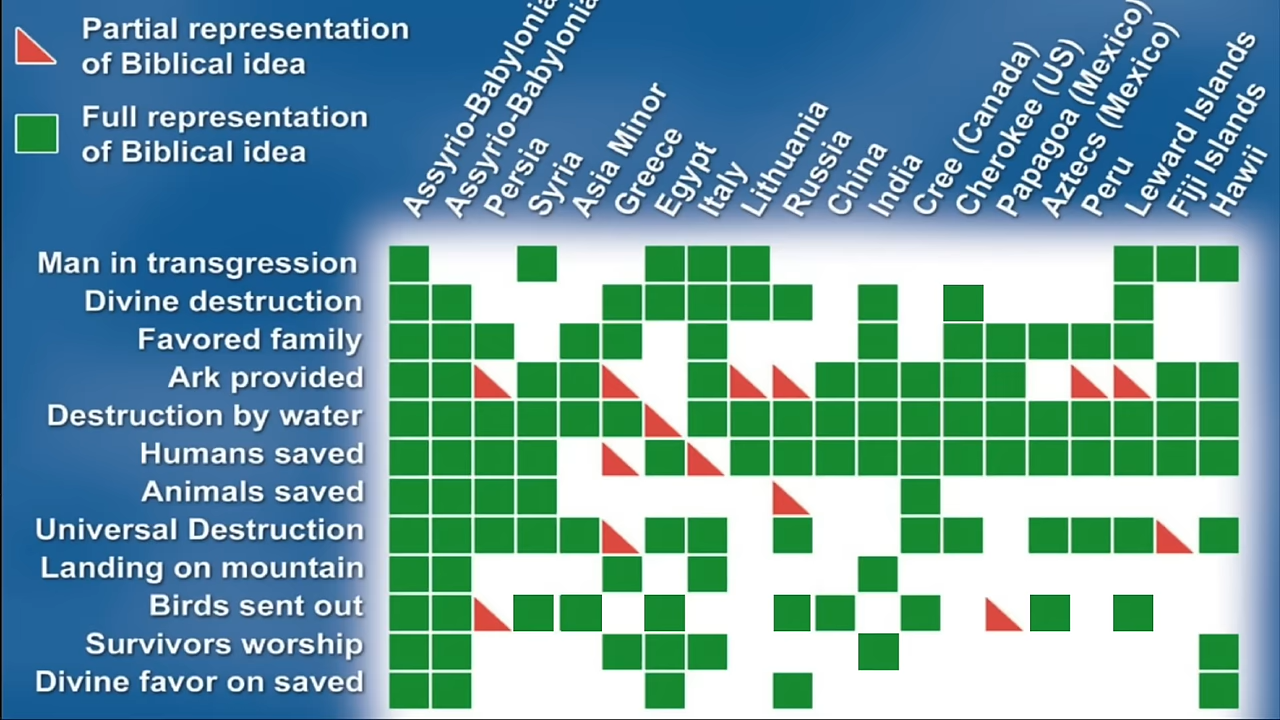 Partial representation
of Biblical idea
Full representation
of Biblical idea
Assyrio-Babylonia
Assyrio-Babylonia
Persia
Syria
Asia Minor
Greece
Egypt
Italy
Lithuania
Russia
China
India
Cree (Canada)
Cherokee (US)
Papagoa (Mexico)
Aztecs (Mexico)
Peru
Leward Islands
Fiji Islands
Hawii
Man in transgression
Divine destruction
Favored family
Ark provided
Destruction by water
Humans saved
Animals saved
Universal Destruction
Landing on mountain
Birds sent out
Survivors worship
Divine favor on saved